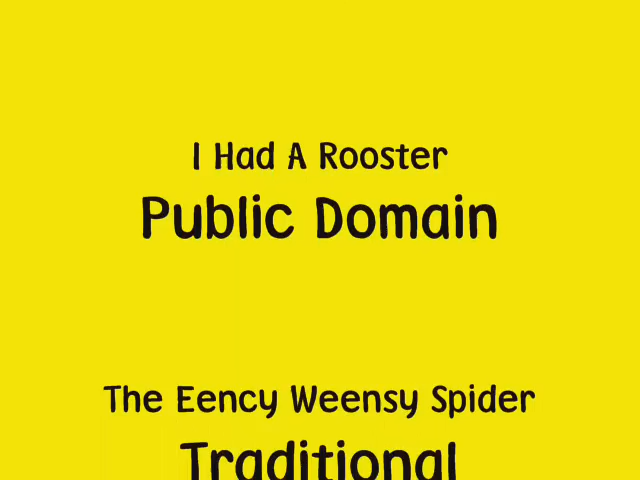 I Had A Rooster
Public Domain
The Eency Weensy Spider
Traditional